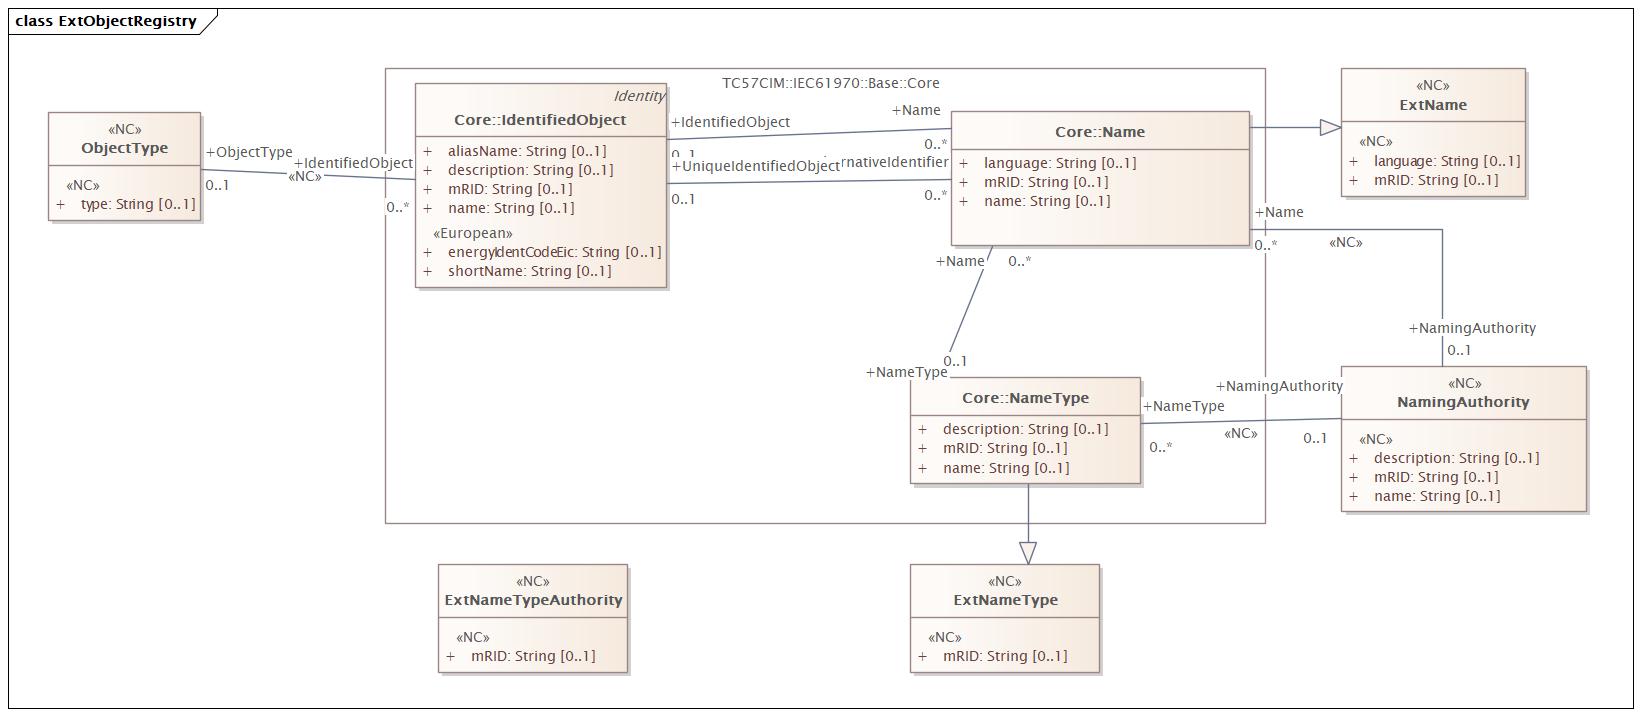 class ExtObjectRegistry
TC57CIM::IEC61970::Base::Core
«NC»
ObjectType
«NC»
+ type: String [0..1]
+ObjectType
0..1
«NC»
+IdentifiedObject
0..*
Identity
Core::IdentifiedObject
+ aliasName: String [0..1]
+ description: String [0..1]
+ mRID: String [0..1]
+ name: String [0..1]
«European»
+ energyIdentCodeEic: String [0..1]
+ shortName: String [0..1]
+IdentifiedObject
0..1
+Name
0..*
+UniqueIdentifiedObject
0..1
rnativeIdentifier
0..*
Core::Name
+ language: String [0..1]
+ mRID: String [0..1]
+ name: String [0..1]
«NC»
ExtName
«NC»
+ language: String [0..1]
+ mRID: String [0..1]
+Name
0..*
«NC»
+NamingAuthority
0..1
+Name
0..*
0..1
+NameType
Core::NameType
+ description: String [0..1]
+ mRID: String [0..1]
+ name: String [0..1]
+NameType
0..*
«NC»
+NamingAuthority
0..1
«NC»
NamingAuthority
«NC»
+ description: String [0..1]
+ mRID: String [0..1]
+ name: String [0..1]
«NC»
ExtNameTypeAuthority
«NC»
+ mRID: String [0..1]
«NC»
ExtNameType
«NC»
+ mRID: String [0..1]